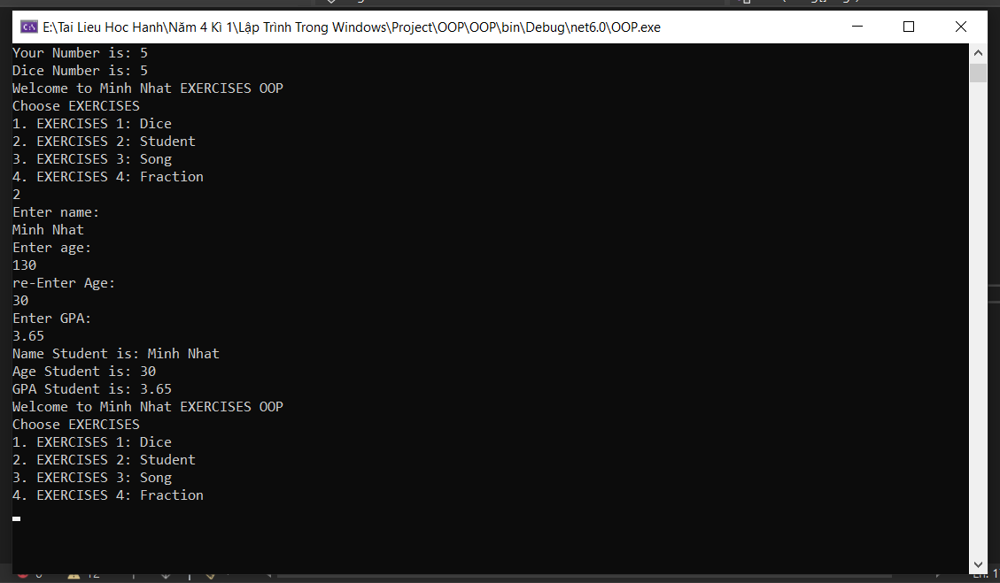 E:\Tai Lieu Hoc Hanh\Năm 4 Kì 1\Lập Trình Trong Windows\Project\OOP\OOP\bin\Debug\net6.0\OOP.exe
Your Number is: 5
Dice Number is: 5
Welcome to Minh Nhat EXERCISES OOP
Choose EXERCISES
1. EXERCISES 1: Dice
2. EXERCISES 2: Student
3. EXERCISES 3: Song
4. EXERCISES 4: Fraction
2
Enter name:
Minh Nhat
Enter age:
130
re-Enter Age:
30
Enter GPA:
3.65
Name Student is: Minh Nhat
Age Student is: 30
GPA Student is: 3.65
Welcome to Minh Nhat EXERCISES OOP
Choose EXERCISES
1. EXERCISES 1: Dice
2. EXERCISES 2: Student
3. EXERCISES 3: Song
4. EXERCISES 4: Fraction